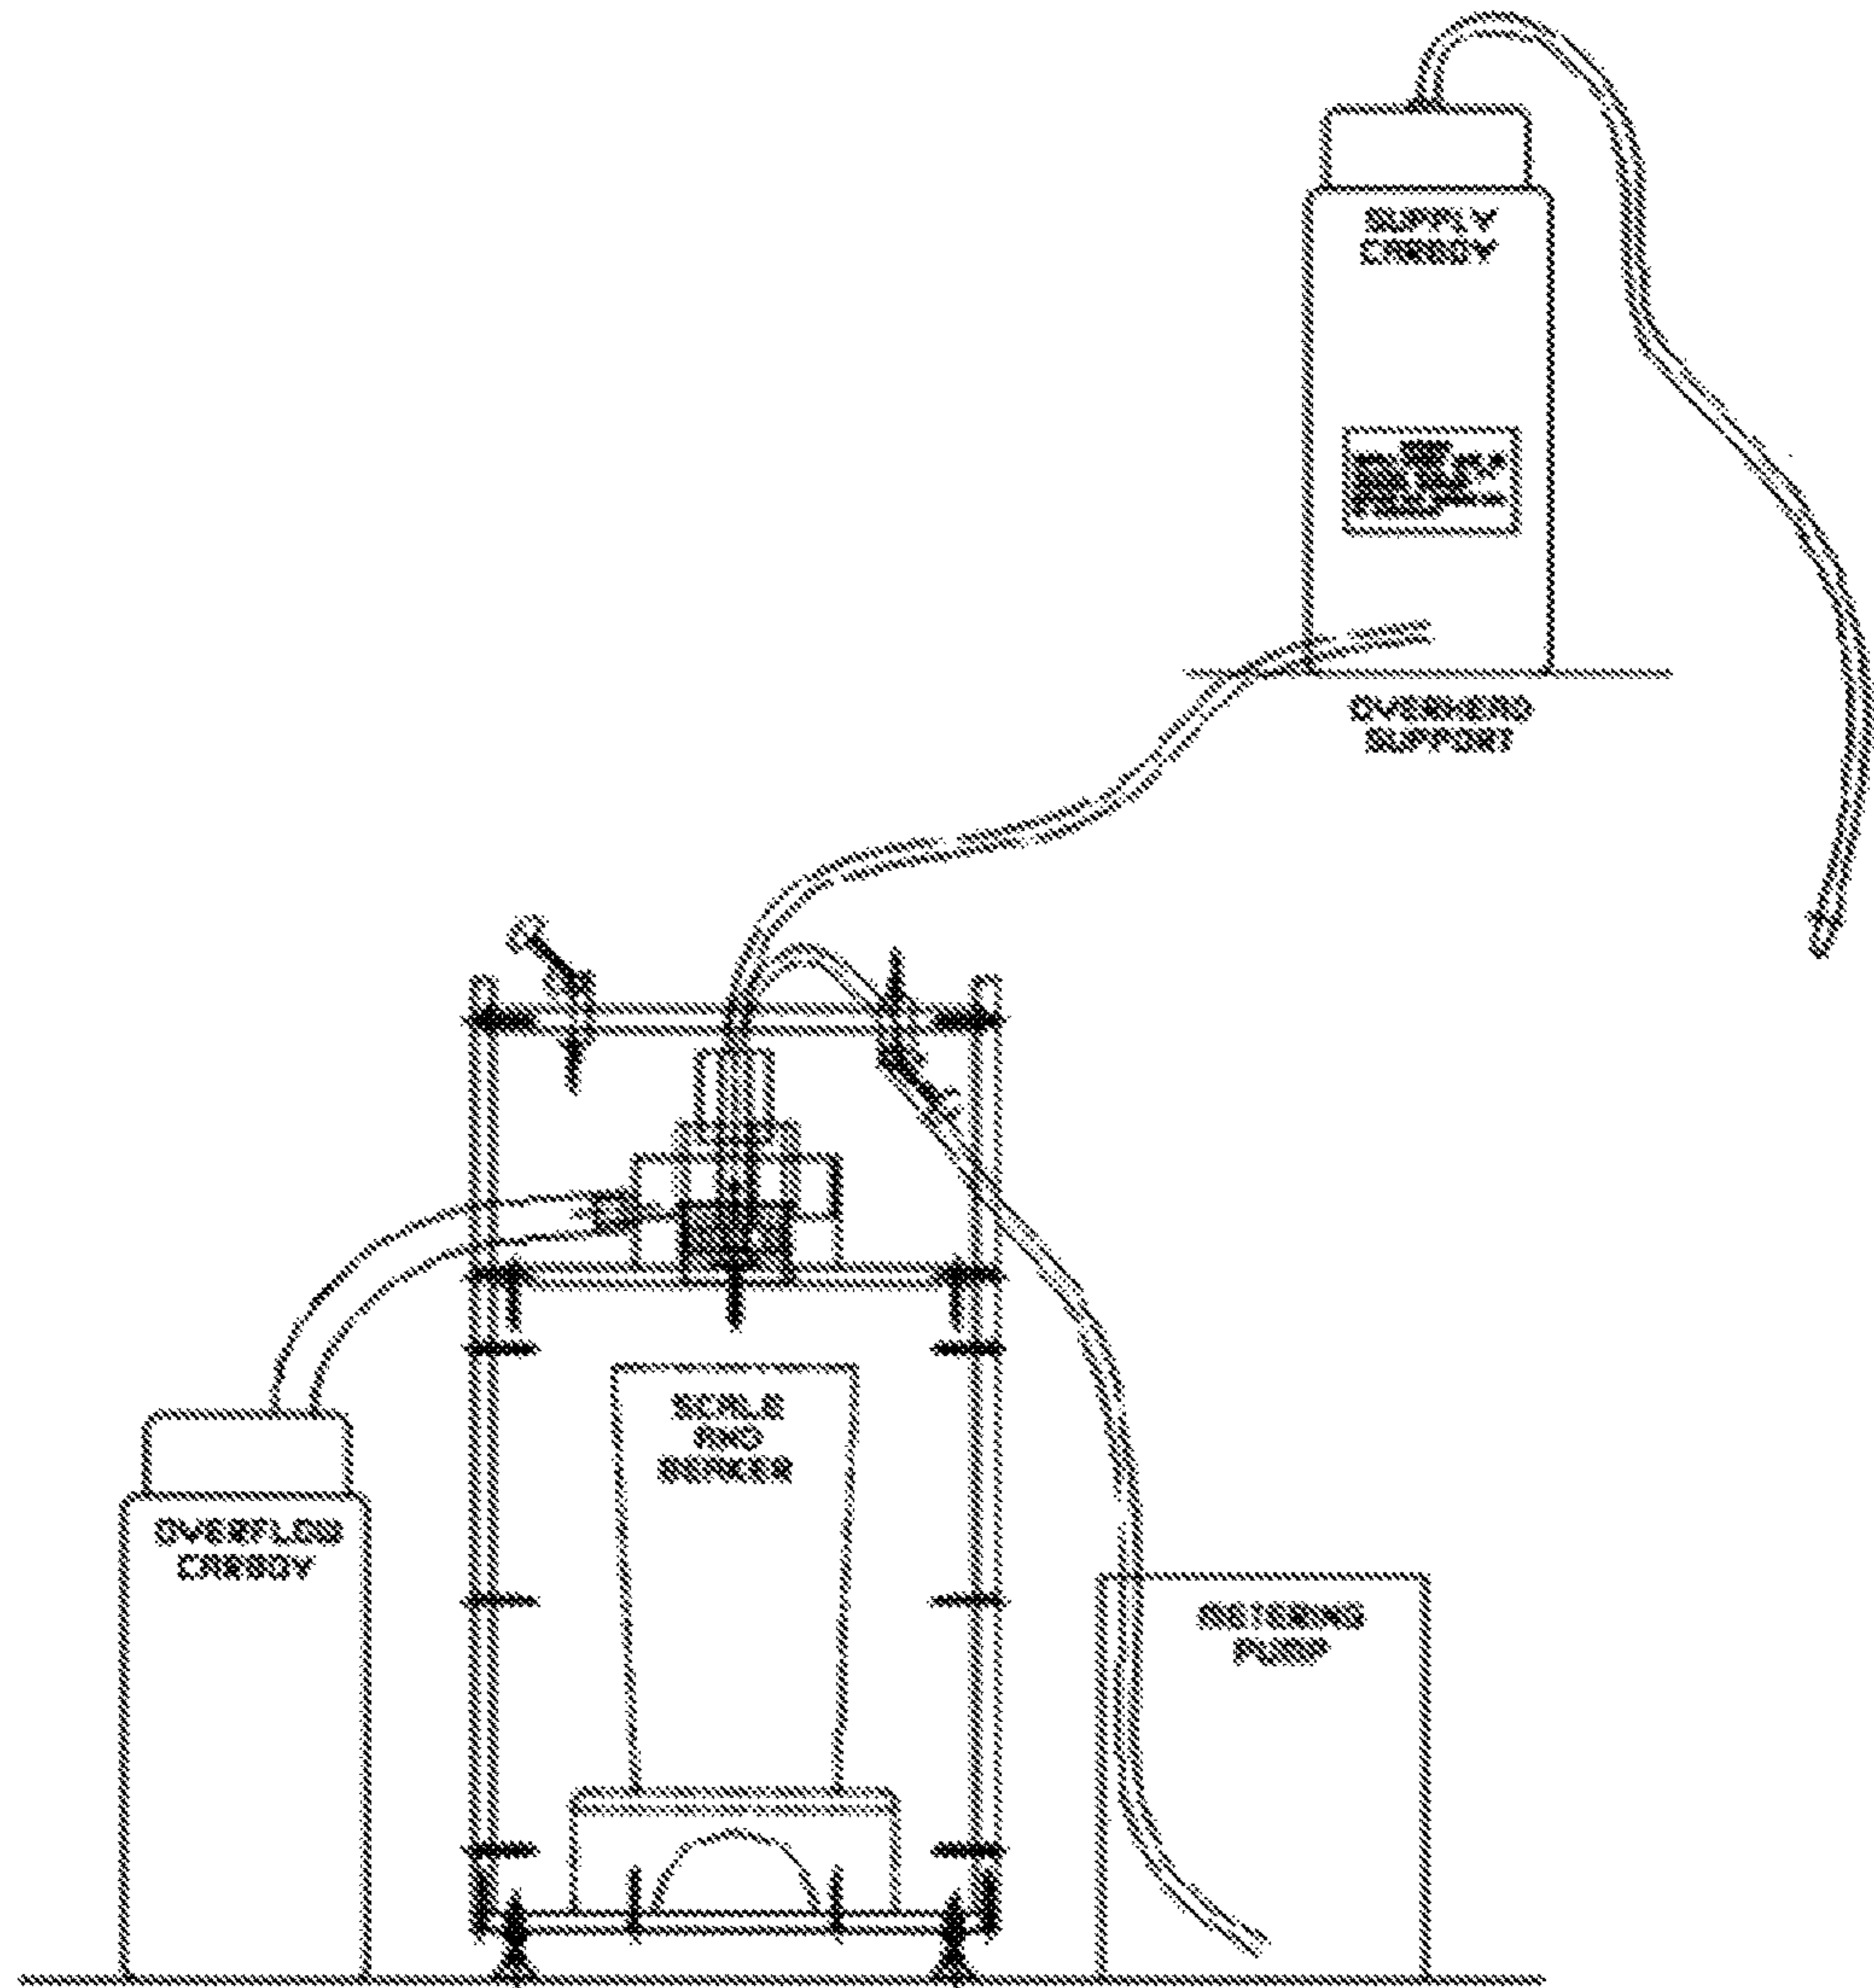 SUPPLY
CARBOY
OVERHEAD
SUPPORT
SCALE
AND
BEAKER
OVERFLOW
CARBOY
METERING
PUMP